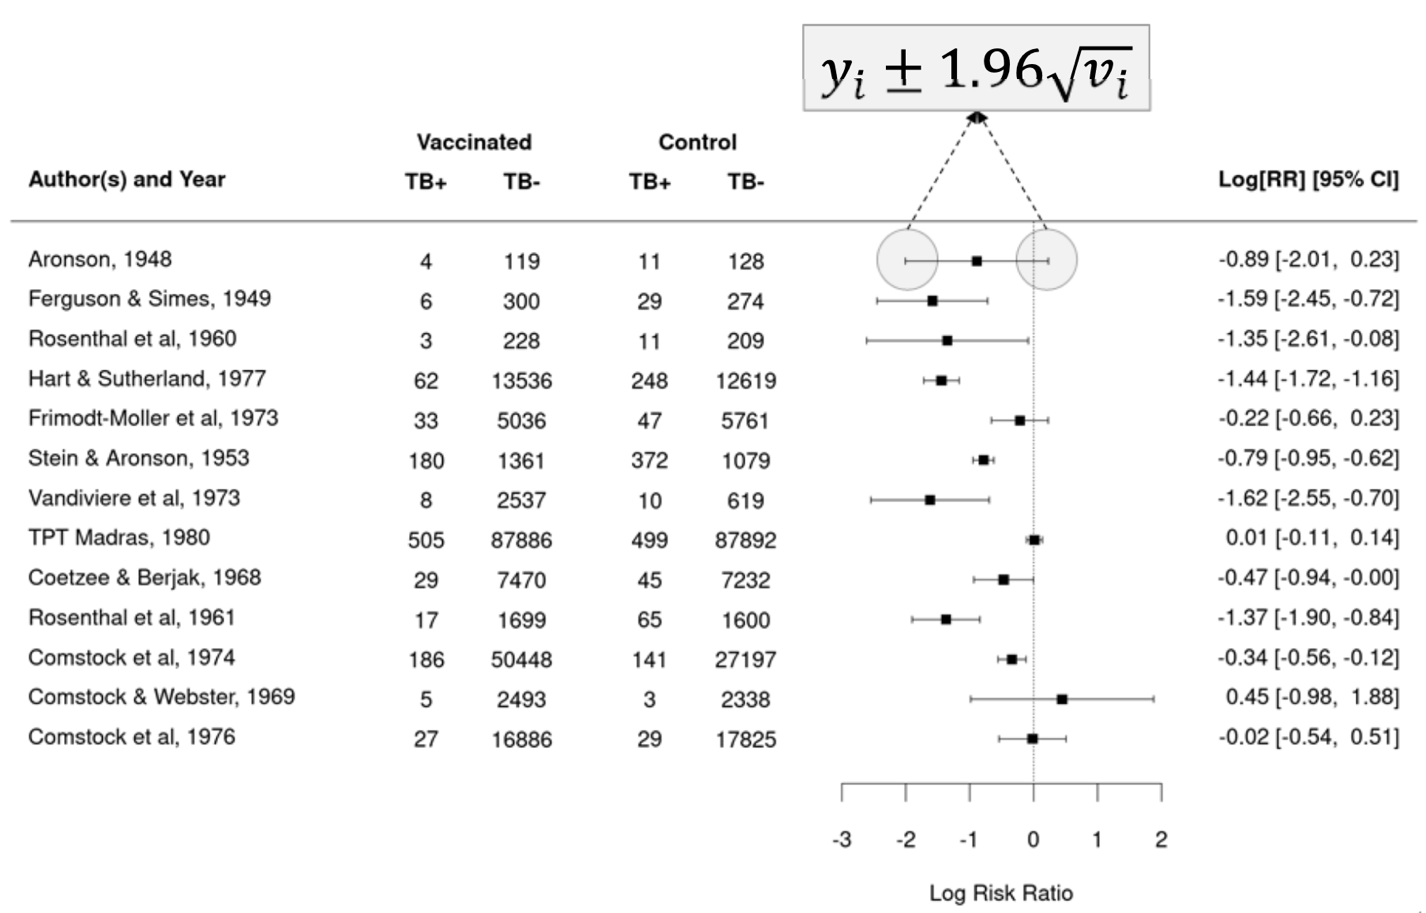 yᵢ ± 1.96√vᵢ
Vaccinated Control
Author(s) and Year TB+ TB- TB+ TB- Log[RR] [95% CI]
Aronson, 1948 4 119 11 128 -0.89 [-2.01, 0.23]
Ferguson & Simes, 1949 6 300 29 274 -1.59 [-2.45, -0.72]
Rosenthal et al, 1960 3 228 11 209 -1.35 [-2.61, -0.08]
Hart & Sutherland, 1977 62 13536 248 12619 -1.44 [-1.72, -1.16]
Frimodt-Moller et al, 1973 33 5036 47 5761 -0.22 [-0.66, 0.23]
Stein & Aronson, 1953 180 1361 372 1079 -0.79 [-0.95, -0.62]
Vandiviere et al, 1973 8 2537 10 619 -1.62 [-2.55, -0.70]
TPT Madras, 1980 505 87886 499 87892 0.01 [-0.11, 0.14]
Coetzee & Berjak, 1968 29 7470 45 7232 -0.47 [-0.94, -0.00]
Rosenthal et al, 1961 17 1699 65 1600 -1.37 [-1.90, -0.84]
Comstock et al, 1974 186 50448 141 27197 -0.34 [-0.56, -0.12]
Comstock & Webster, 1969 5 2493 3 2338 0.45 [-0.98, 1.88]
Comstock et al, 1976 27 16886 29 17825 -0.02 [-0.54, 0.51]
-3 -2 -1 0 1 2
Log Risk Ratio